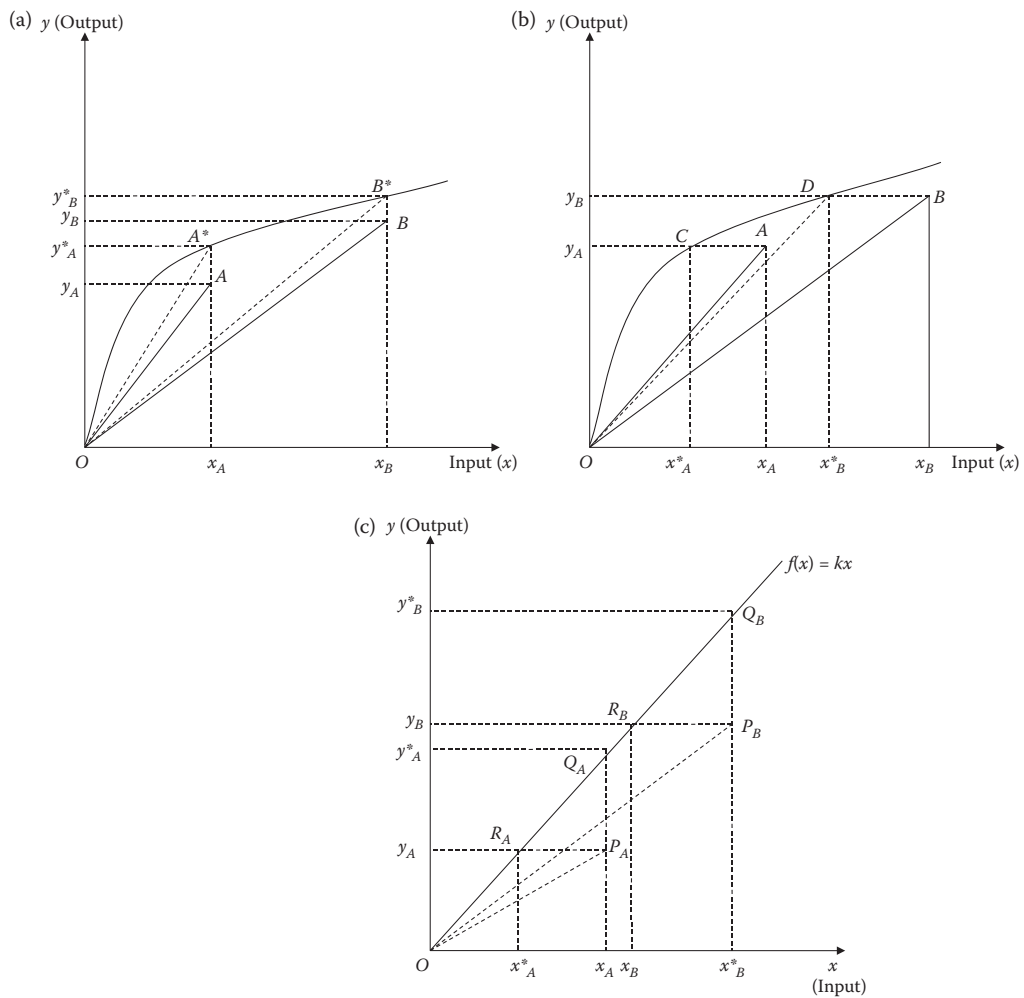 (a) y (Output)
y*B
yB
y*A
yA
A*
A
B*
B
O
xA
xB
Input (x)
(b) y (Output)
yB
yA
C
A
D
B
O
x*A
xA
x*B
xB
Input (x)
(c) y (Output)
f(x) = kx
y*B
QB
yB
RB
PB
y*A
QA
yA
RA
PA
O
x*A
xA
xB
x*B
x
(Input)